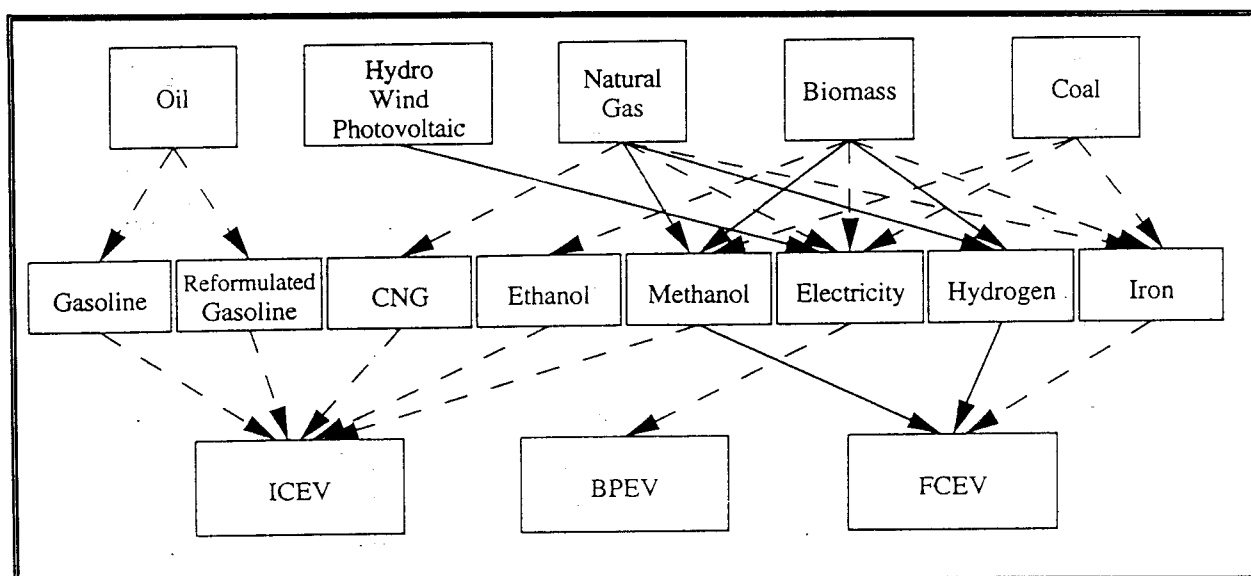 Oil
Hydro
Wind
Photovoltaic
Natural
Gas
Biomass
Coal
Gasoline
Reformulated
Gasoline
CNG
Ethanol
Methanol
Electricity
Hydrogen
Iron
ICEV
BPEV
FCEV